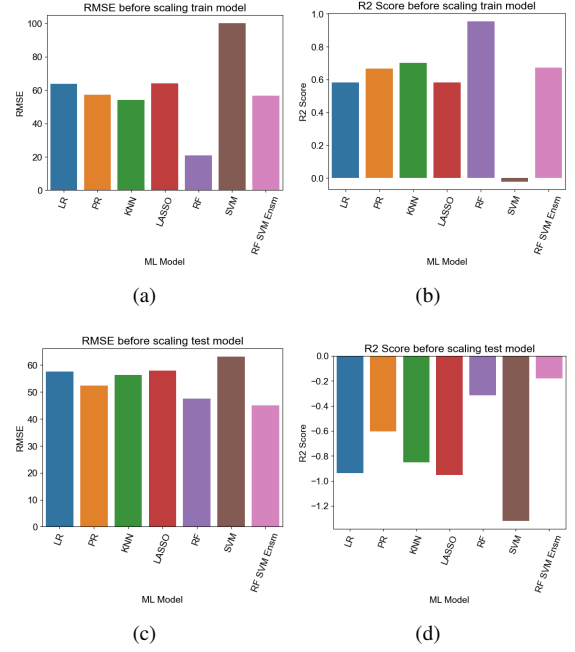 RMSE before scaling train model
RMSE
100
80
60
40
20
0
LR
PR
KNN
LASSO
RF
SVM
RF SVM Ensm
ML Model
(a)
R2 Score before scaling train model
R2 Score
1.0
0.8
0.6
0.4
0.2
0.0
LR
PR
KNN
LASSO
RF
SVM
RF SVM Ensm
ML Model
(b)
RMSE before scaling test model
RMSE
60
50
40
30
20
10
0
LR
PR
KNN
LASSO
RF
SVM
RF SVM Ensm
ML Model
(c)
R2 Score before scaling test model
R2 Score
0.0
−0.2
−0.4
−0.6
−0.8
−1.0
−1.2
LR
PR
KNN
LASSO
RF
SVM
RF SVM Ensm
ML Model
(d)